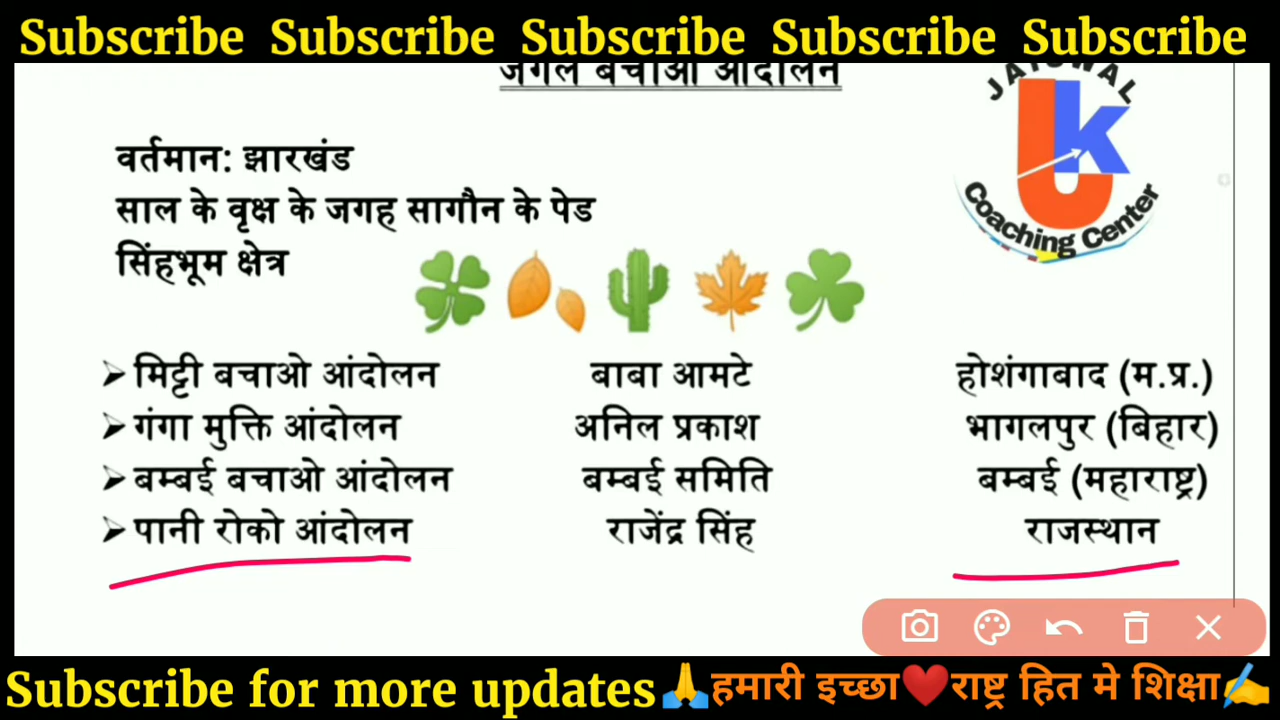 Subscribe Subscribe Subscribe Subscribe Subscribe
जंगल बचाओ आंदोलन
JAISWAL
UK
Coaching Center
वर्तमान: झारखंड
साल के वृक्ष के जगह सागौन के पेड
सिंहभूम क्षेत्र
➢ मिट्टी बचाओ आंदोलन बाबा आमटे होशंगाबाद (म.प्र.)
➢ गंगा मुक्ति आंदोलन अनिल प्रकाश भागलपुर (बिहार)
➢ बम्बई बचाओ आंदोलन बम्बई समिति बम्बई (महाराष्ट्र)
➢ पानी रोको आंदोलन राजेंद्र सिंह राजस्थान
Subscribe for more updates🙏हमारी इच्छा❤️राष्ट्र हित मे शिक्षा✍️